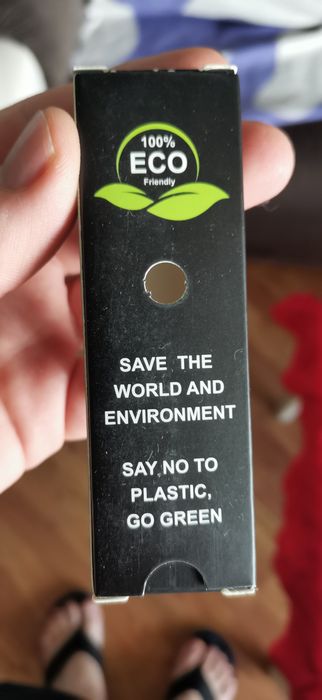 100%
ECO
Friendly
SAVE THE
WORLD AND
ENVIRONMENT
SAY NO TO
PLASTIC,
GO GREEN